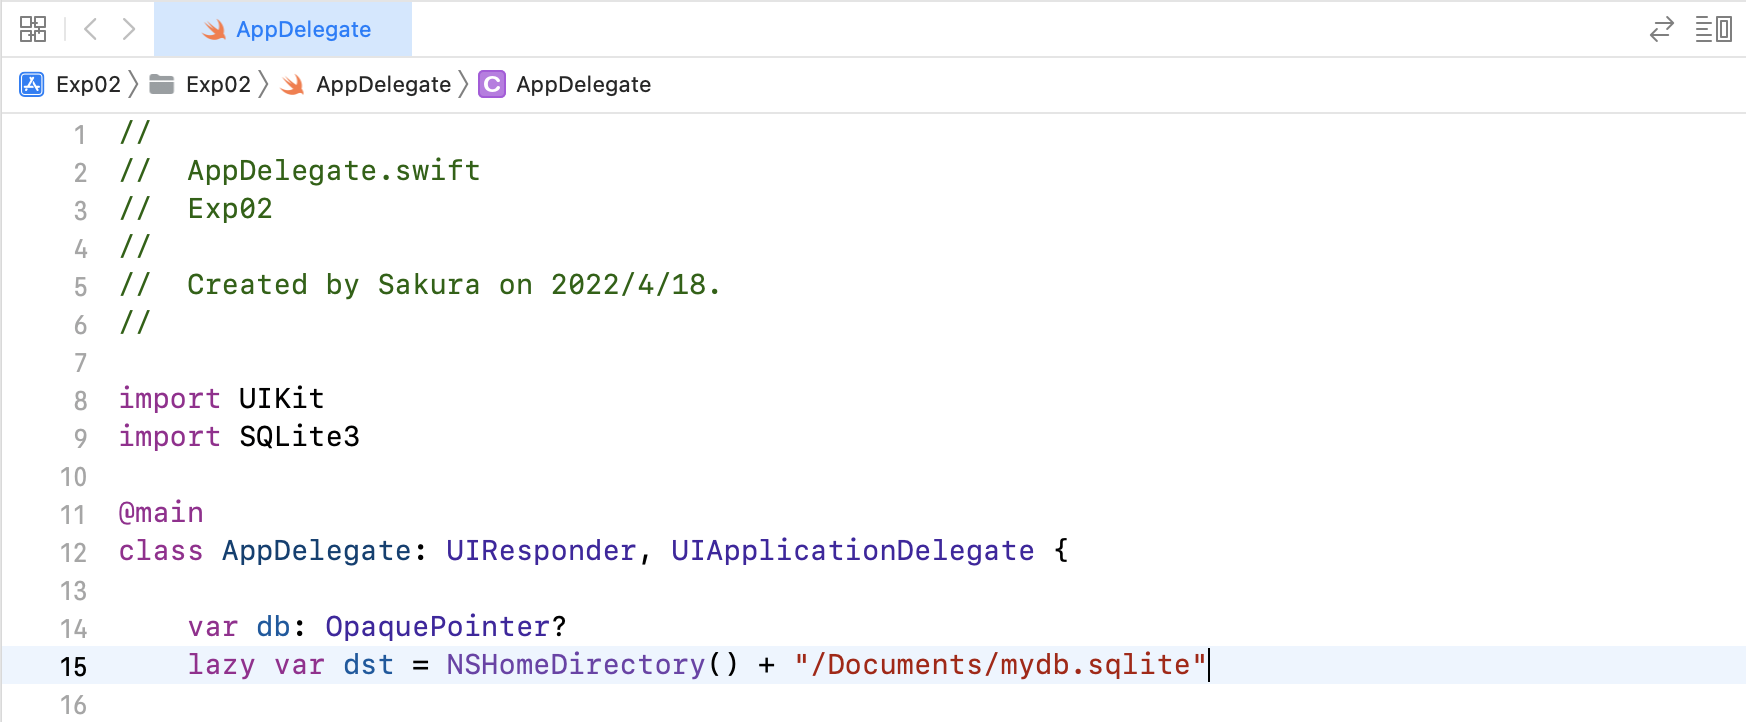 AppDelegate
Exp02 〉 Exp02 〉 AppDelegate 〉 C AppDelegate
1 //
2 //  AppDelegate.swift
3 //  Exp02
4 //
5 //  Created by Sakura on 2022/4/18.
6 //
7
8 import UIKit
9 import SQLite3
10
11 @main
12 class AppDelegate: UIResponder, UIApplicationDelegate {
13
14     var db: OpaquePointer?
15     lazy var dst = NSHomeDirectory() + "/Documents/mydb.sqlite"
16